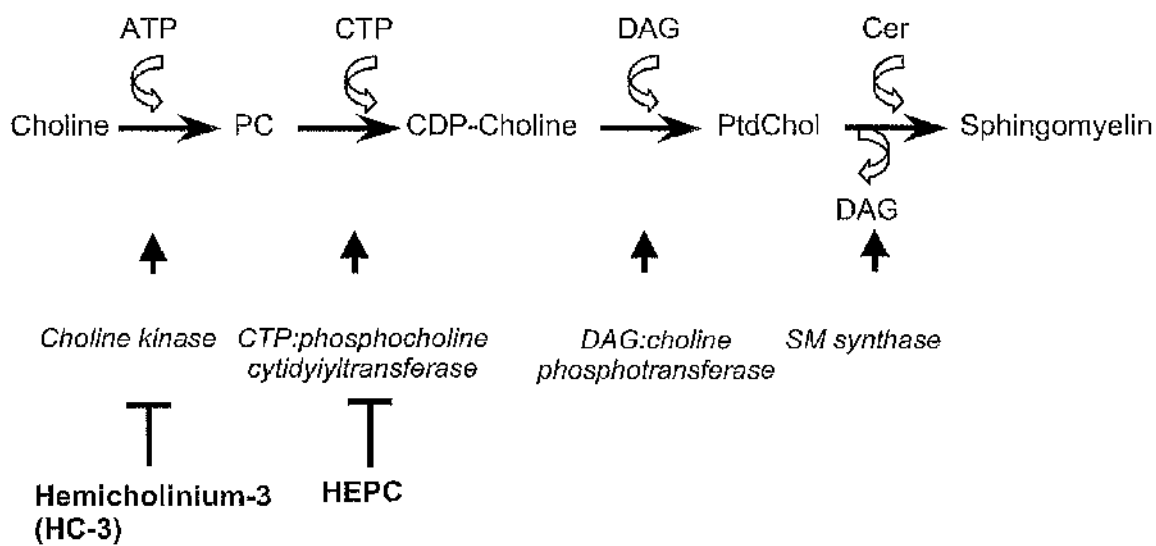 ATP CTP DAG Cer
Choline PC CDP-Choline PtdChol Sphingomyelin
DAG
Choline kinase CTP:phosphocholine DAG:choline SM synthase
cytidyiyltransferase phosphotransferase
Hemicholinium-3 HEPC
(HC-3)